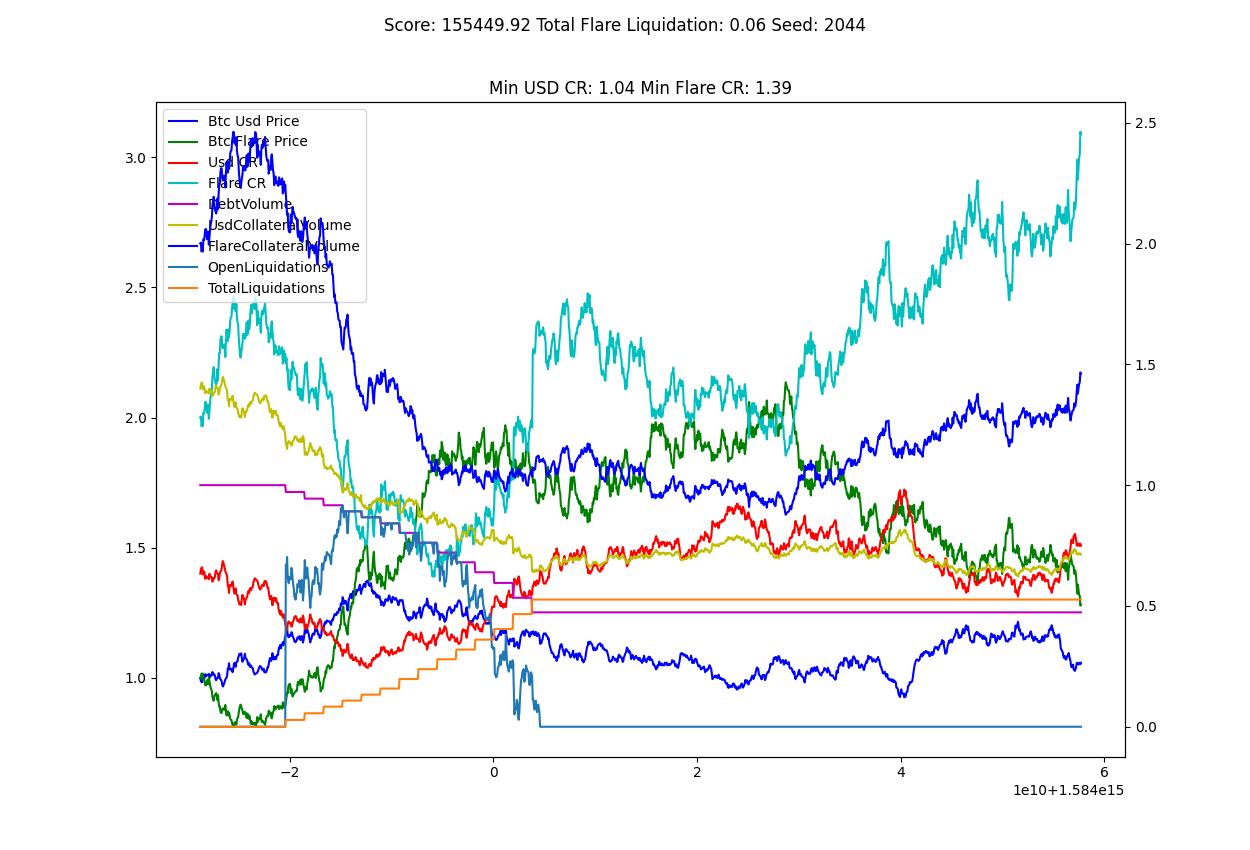 Score: 155449.92 Total Flare Liquidation: 0.06 Seed: 2044
Min USD CR: 1.04 Min Flare CR: 1.39
Btc Usd Price
Btc Flare Price
Usd CR
Flare CR
DebtVolume
UsdCollateralVolume
FlareCollateralVolume
OpenLiquidations
TotalLiquidations
3.0
2.5
2.0
1.5
1.0
2.5
2.0
1.5
1.0
0.5
0.0
−2
0
2
4
6
1e10+1.584e15